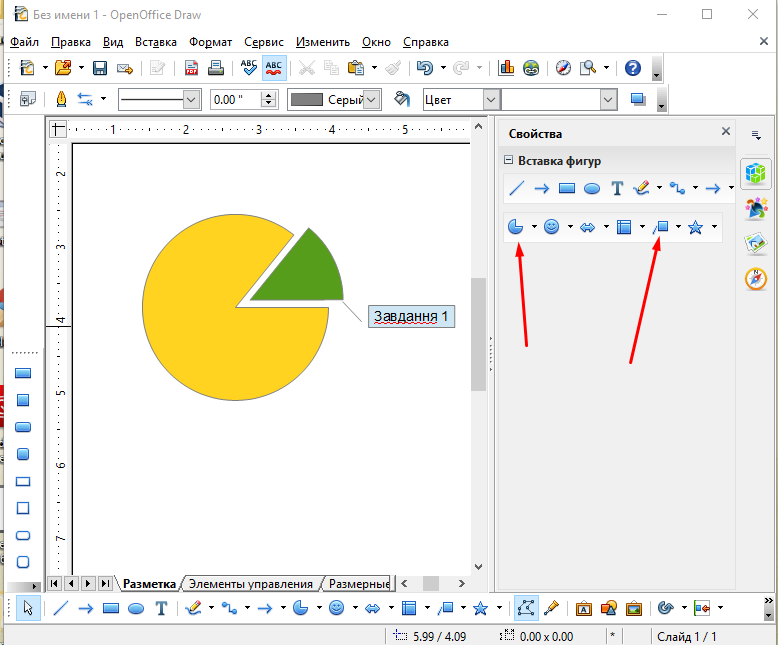 Без имени 1 - OpenOffice Draw
Файл Правка Вид Вставка Формат Сервис Изменить Окно Справка
ABC ABC
0.00 " Серый Цвет
1 2 3 4 5
Свойства
Вставка фигур
T
2
3
4
5
6
7
Завдання 1
Разметка Элементы управления Размерные
T A
5.99 / 4.09 0.00 x 0.00 * Слайд 1 / 1